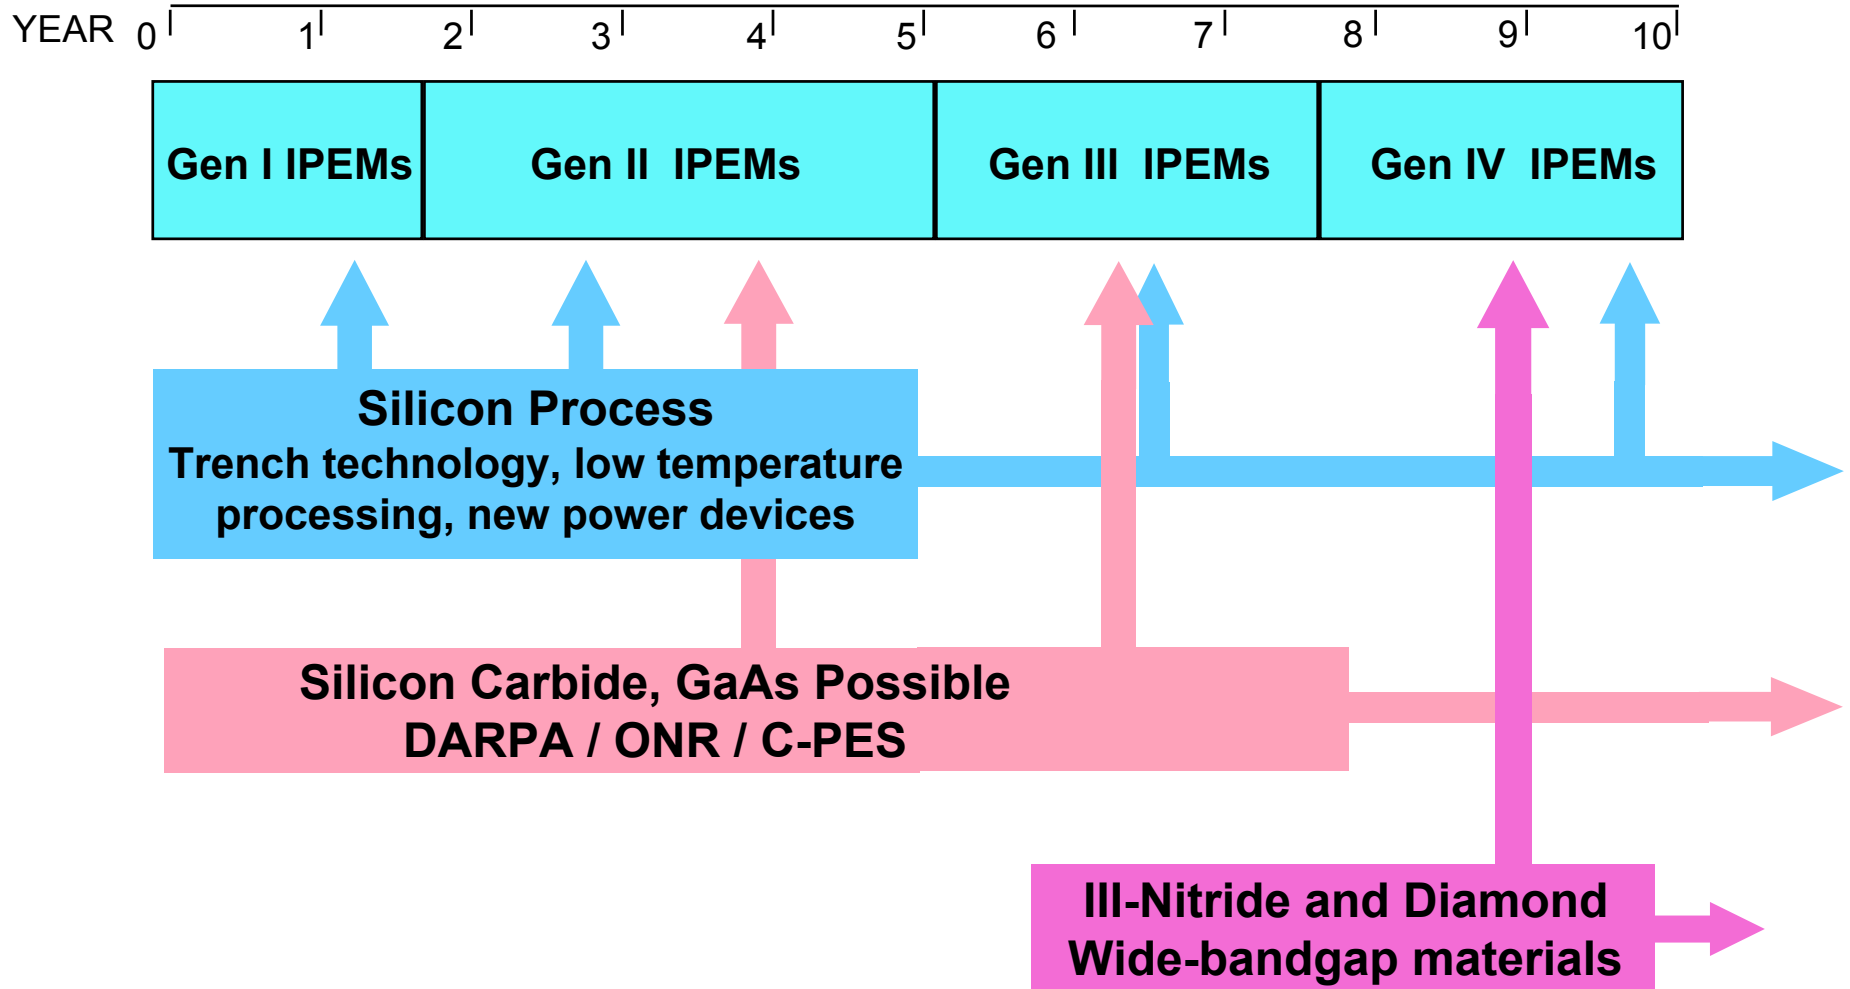 YEAR 0 1 2 3 4 5 6 7 8 9 10
Gen I IPEMs Gen II IPEMs Gen III IPEMs Gen IV IPEMs
Silicon Process
Trench technology, low temperature
processing, new power devices
Silicon Carbide, GaAs Possible
DARPA / ONR / C-PES
III-Nitride and Diamond
Wide-bandgap materials